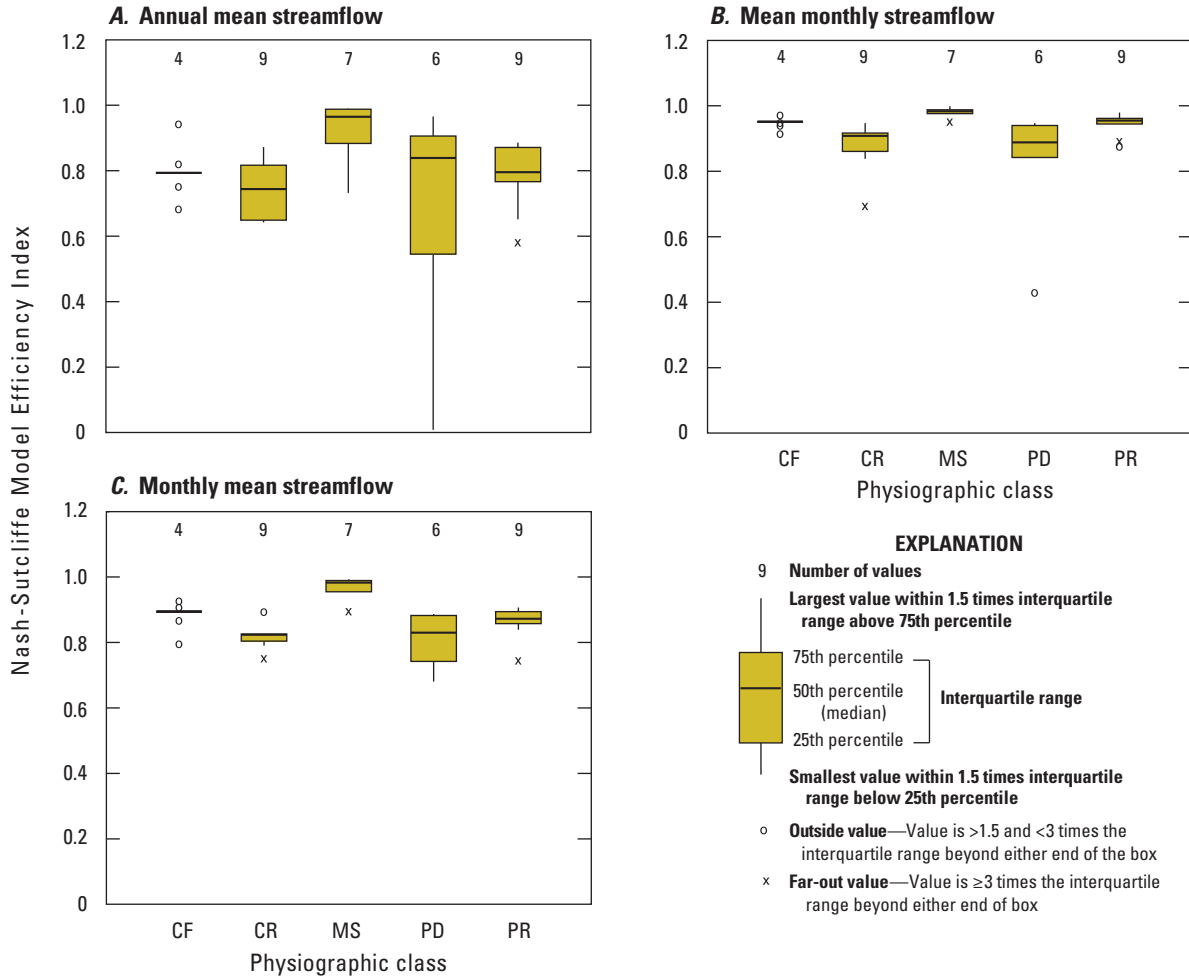 A. Annual mean streamflow
1.2
1.0
0.8
0.6
0.4
0.2
0
4 9 7 6 9
B. Mean monthly streamflow
1.2
1.0
0.8
0.6
0.4
0.2
0
4 9 7 6 9
CF CR MS PD PR
Physiographic class
Nash-Sutcliffe Model Efficiency Index
C. Monthly mean streamflow
1.2
1.0
0.8
0.6
0.4
0.2
0
4 9 7 6 9
CF CR MS PD PR
Physiographic class
EXPLANATION
9 Number of values
Largest value within 1.5 times interquartile
range above 75th percentile
75th percentile
50th percentile
(median)
25th percentile
Interquartile range
Smallest value within 1.5 times interquartile
range below 25th percentile
o Outside value—Value is >1.5 and <3 times the
interquartile range beyond either end of the box
x Far-out value—Value is ≥3 times the interquartile
range beyond either end of box